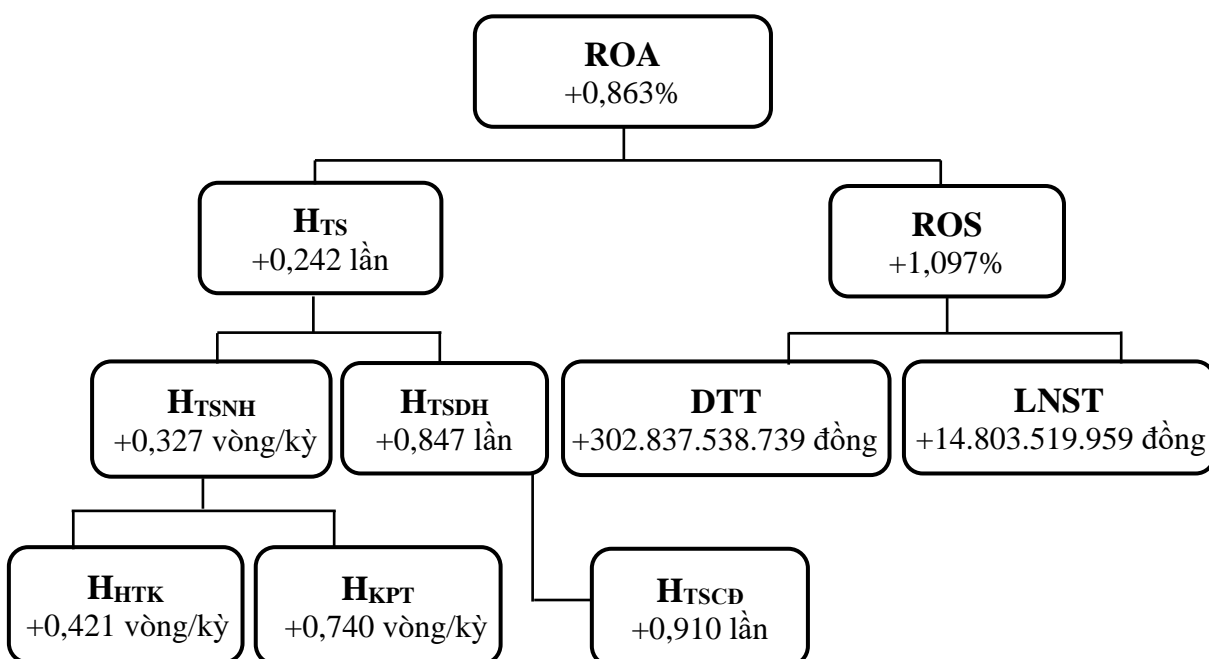 ROA
+0,863%
HTS
+0,242 lần
ROS
+1,097%
HTSNH
+0,327 vòng/kỳ
HTSDH
+0,847 lần
DTT
+302.837.538.739 đồng
LNST
+14.803.519.959 đồng
HHTK
+0,421 vòng/kỳ
HKPT
+0,740 vòng/kỳ
HTSCĐ
+0,910 lần